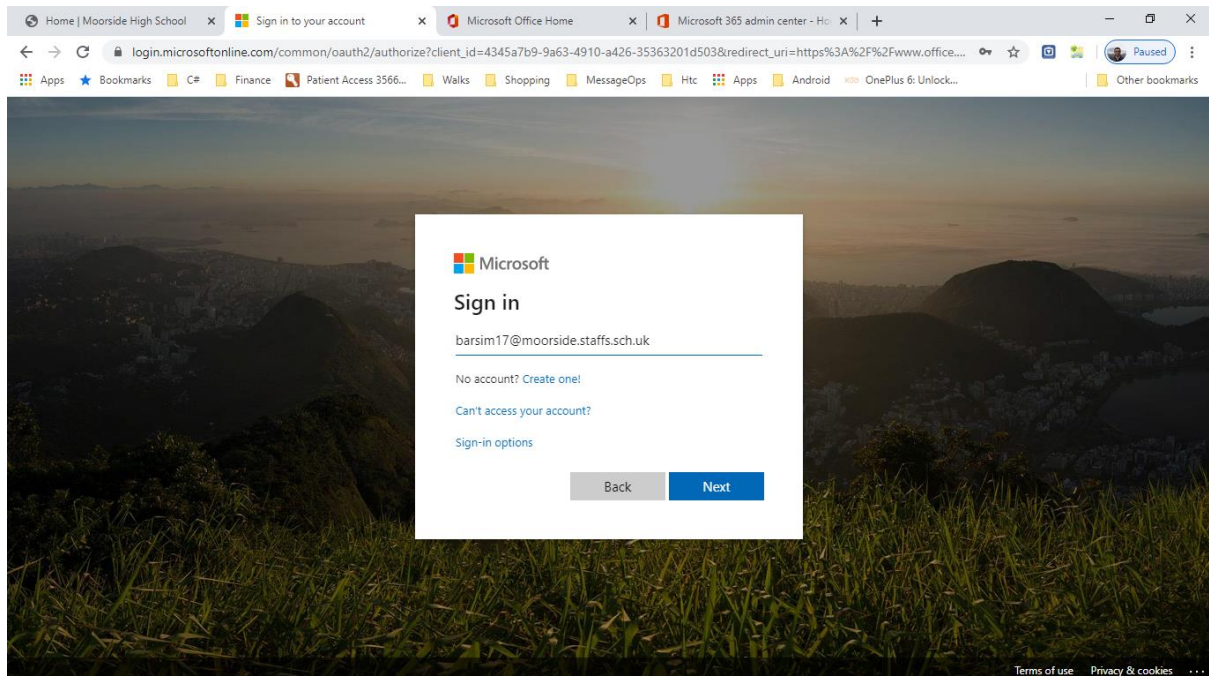 Home | Moorside High School
Sign in to your account
Microsoft Office Home
Microsoft 365 admin center - Ho
login.microsoftonline.com/common/oauth2/authorize?client_id=4345a7b9-9a63-4910-a426-35363201d503&redirect_uri=https%3A%2F%2Fwww.office....
Paused
Apps Bookmarks C# Finance Patient Access 3566... Walks Shopping MessageOps Htc Apps Android OnePlus 6: Unlock... Other bookmarks
Microsoft
Sign in
barsim17@moorside.staffs.sch.uk
No account? Create one!
Can't access your account?
Sign-in options
Back Next
Terms of use Privacy & cookies ...